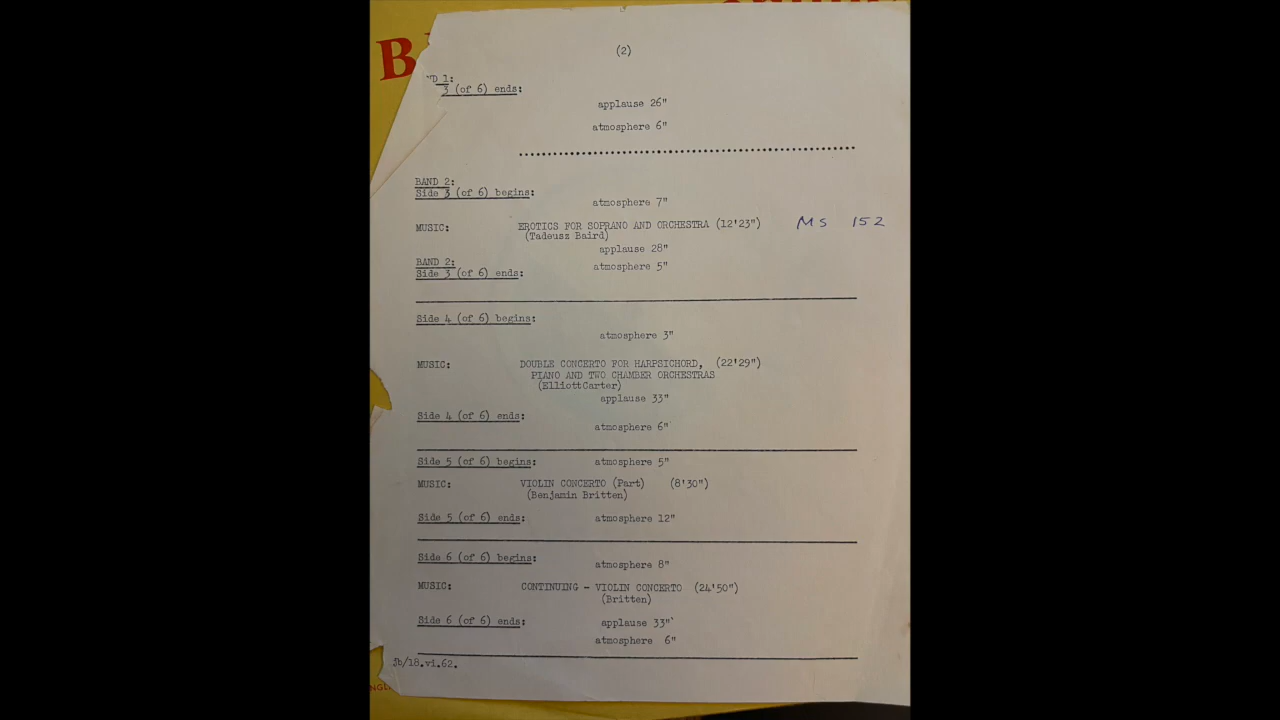 (2)
D 1:
3 (of 6) ends:
applause 26"
atmosphere 6"
BAND 2:
Side 3 (of 6) begins:
atmosphere 7"
MUSIC: EROTICS FOR SOPRANO AND ORCHESTRA (12'23") MS 152
(Tadeusz Baird)
applause 28"
BAND 2:
atmosphere 5"
Side 3 (of 6) ends:
Side 4 (of 6) begins:
atmosphere 3"
MUSIC: DOUBLE CONCERTO FOR HARPSICHORD, (22'29")
PIANO AND TWO CHAMBER ORCHESTRAS
(ElliottCarter)
applause 33"
Side 4 (of 6) ends:
atmosphere 6"
Side 5 (of 6) begins: atmosphere 5"
MUSIC: VIOLIN CONCERTO (Part) (8'30")
(Benjamin Britten)
Side 5 (of 6) ends: atmosphere 12"
Side 6 (of 6) begins:
atmosphere 8"
MUSIC: CONTINUING - VIOLIN CONCERTO (24'50")
(Britten)
Side 6 (of 6) ends: applause 33"
atmosphere 6"
jb/18.vi.62.